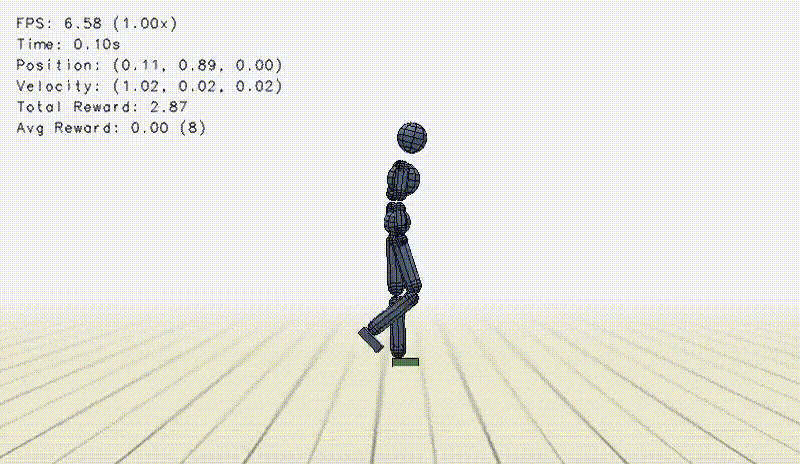 FPS: 6.58 (1.00x)
Time: 0.10s
Position: (0.11, 0.89, 0.00)
Velocity: (1.02, 0.02, 0.02)
Total Reward: 2.87
Avg Reward: 0.00 (8)